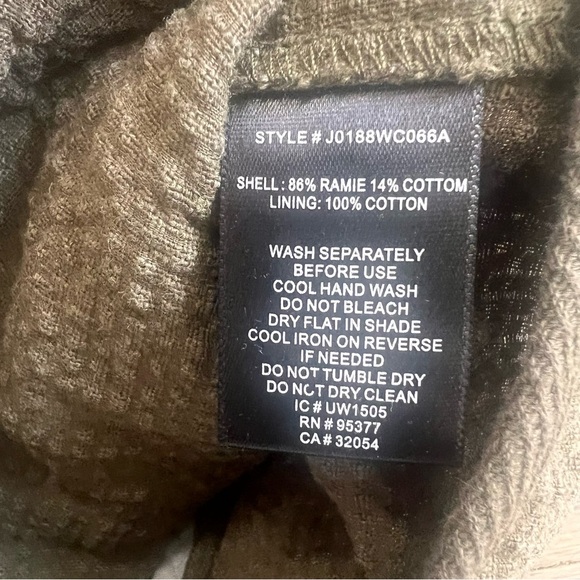 STYLE # J0188WC066A
SHELL : 86% RAMIE 14% COTTOM
LINING: 100% COTTON
WASH SEPARATELY
BEFORE USE
COOL HAND WASH
DO NOT BLEACH
DRY FLAT IN SHADE
COOL IRON ON REVERSE
IF NEEDED
DO NOT TUMBLE DRY
DO NOT DRY CLEAN
IC # UW1505
RN # 95377
CA # 32054